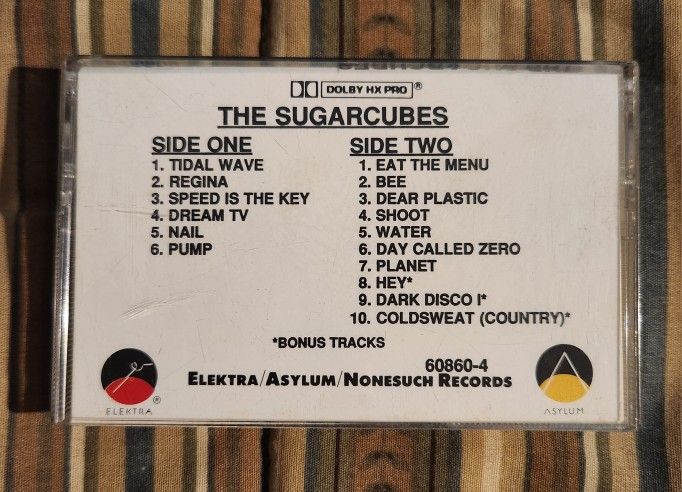 DOLBY HX PRO ®
THE SUGARCUBES
SIDE ONE
1. TIDAL WAVE
2. REGINA
3. SPEED IS THE KEY
4. DREAM TV
5. NAIL
6. PUMP
SIDE TWO
1. EAT THE MENU
2. BEE
3. DEAR PLASTIC
4. SHOOT
5. WATER
6. DAY CALLED ZERO
7. PLANET
8. HEY*
9. DARK DISCO I*
10. COLDSWEAT (COUNTRY)*
*BONUS TRACKS
60860-4
ELEKTRA/ASYLUM/NONESUCH RECORDS
ELEKTRA ®
ASYLUM